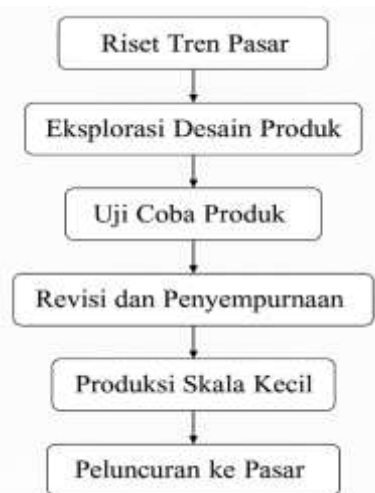 Riset Tren Pasar
Eksplorasi Desain Produk
Uji Coba Produk
Revisi dan Penyempurnaan
Produksi Skala Kecil
Peluncuran ke Pasar